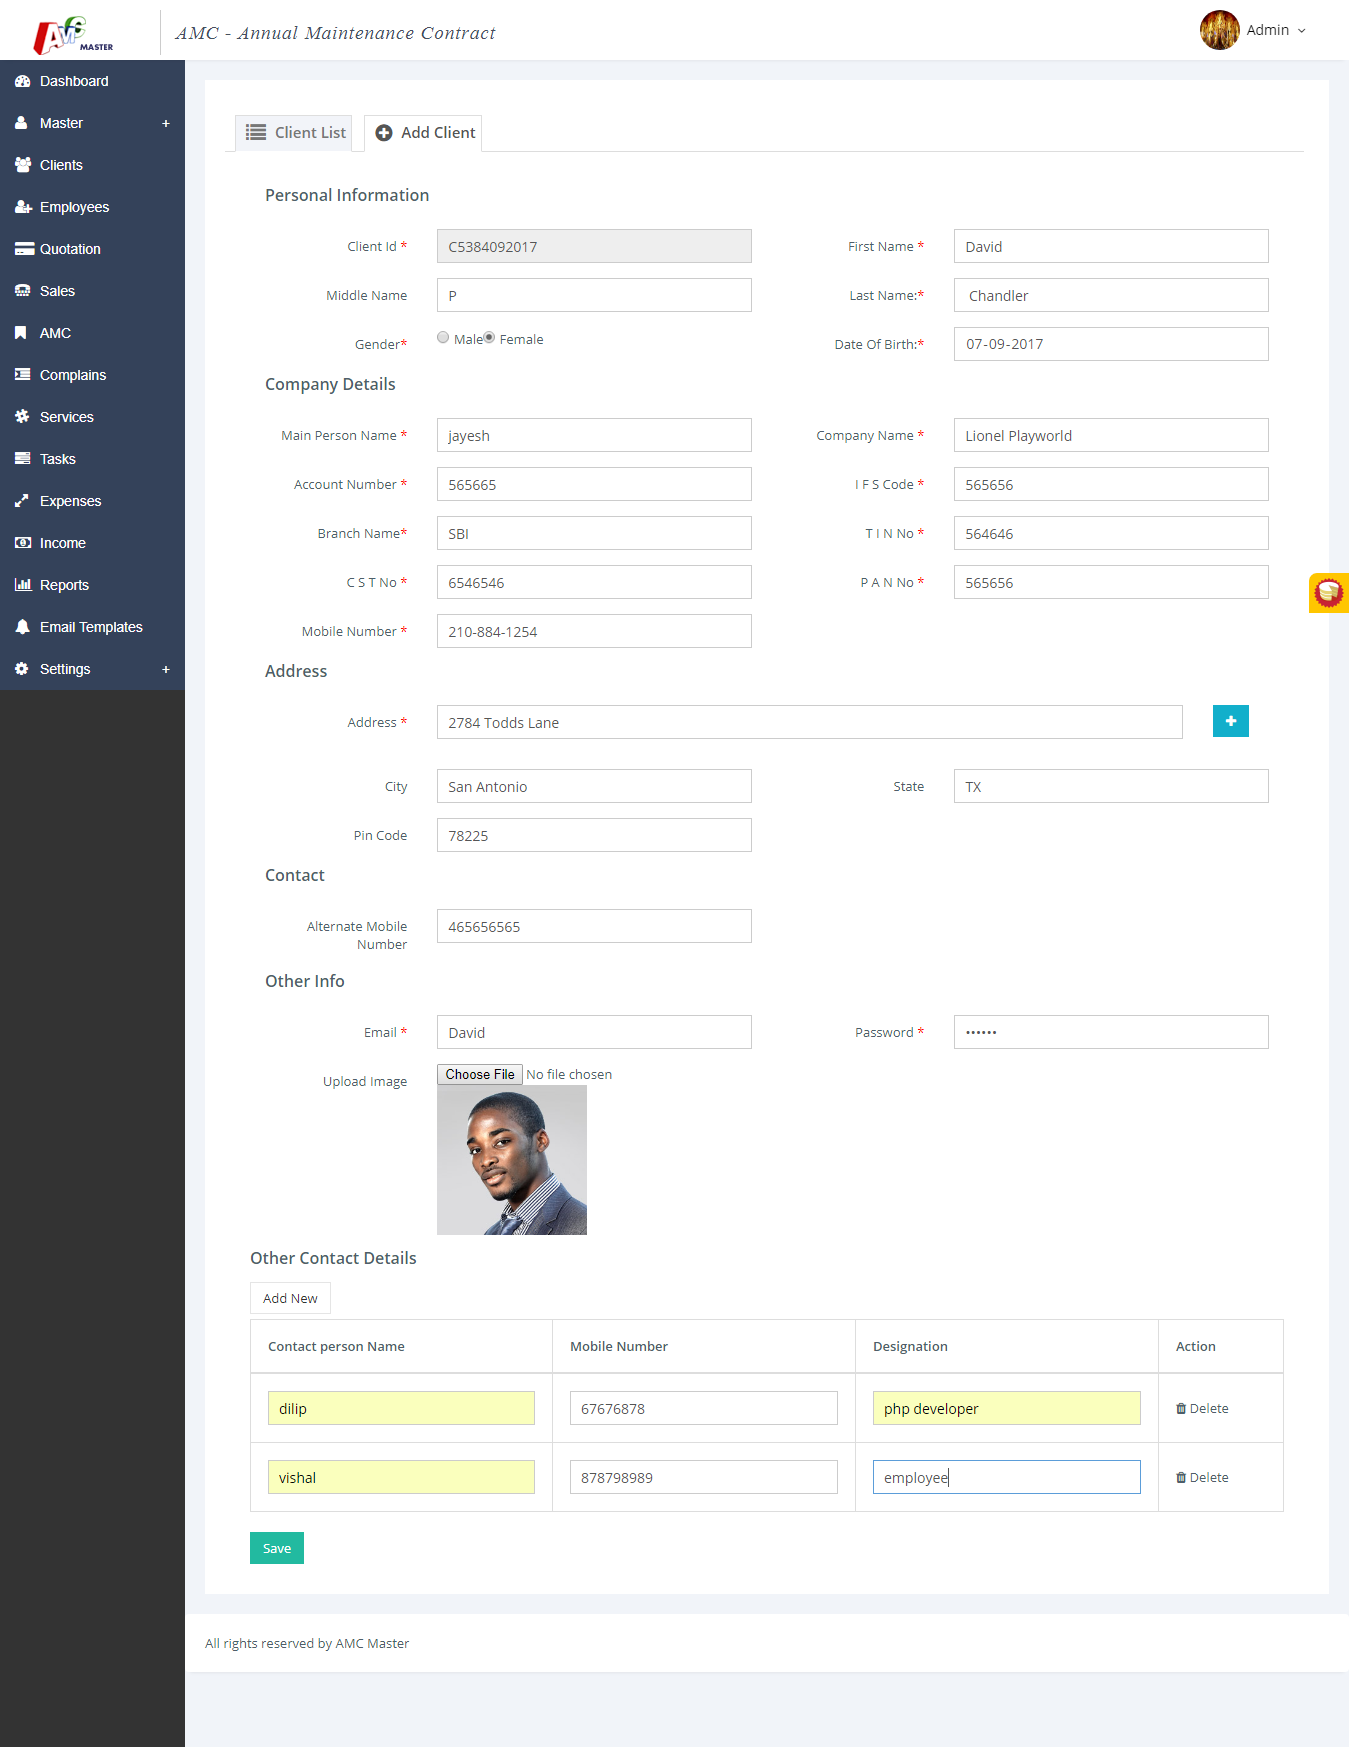 AMC MASTER
AMC - Annual Maintenance Contract
Admin
Dashboard
Master +
Clients
Employees
Quotation
Sales
AMC
Complains
Services
Tasks
Expenses
Income
Reports
Email Templates
Settings +
Client List
Add Client
Personal Information
Client Id * C5384092017 First Name * David
Middle Name P Last Name:* Chandler
Gender* Male Female Date Of Birth:* 07-09-2017
Company Details
Main Person Name * jayesh Company Name * Lionel Playworld
Account Number * 565665 I F S Code * 565656
Branch Name* SBI T I N No * 564646
C S T No * 6546546 P A N No * 565656
Mobile Number * 210-884-1254
Address
Address * 2784 Todds Lane +
City San Antonio State TX
Pin Code 78225
Contact
Alternate Mobile Number 465656565
Other Info
Email * David Password * ••••••
Upload Image Choose File No file chosen
Other Contact Details
Add New
Contact person Name Mobile Number Designation Action
dilip 67676878 php developer Delete
vishal 878798989 employee Delete
Save
All rights reserved by AMC Master